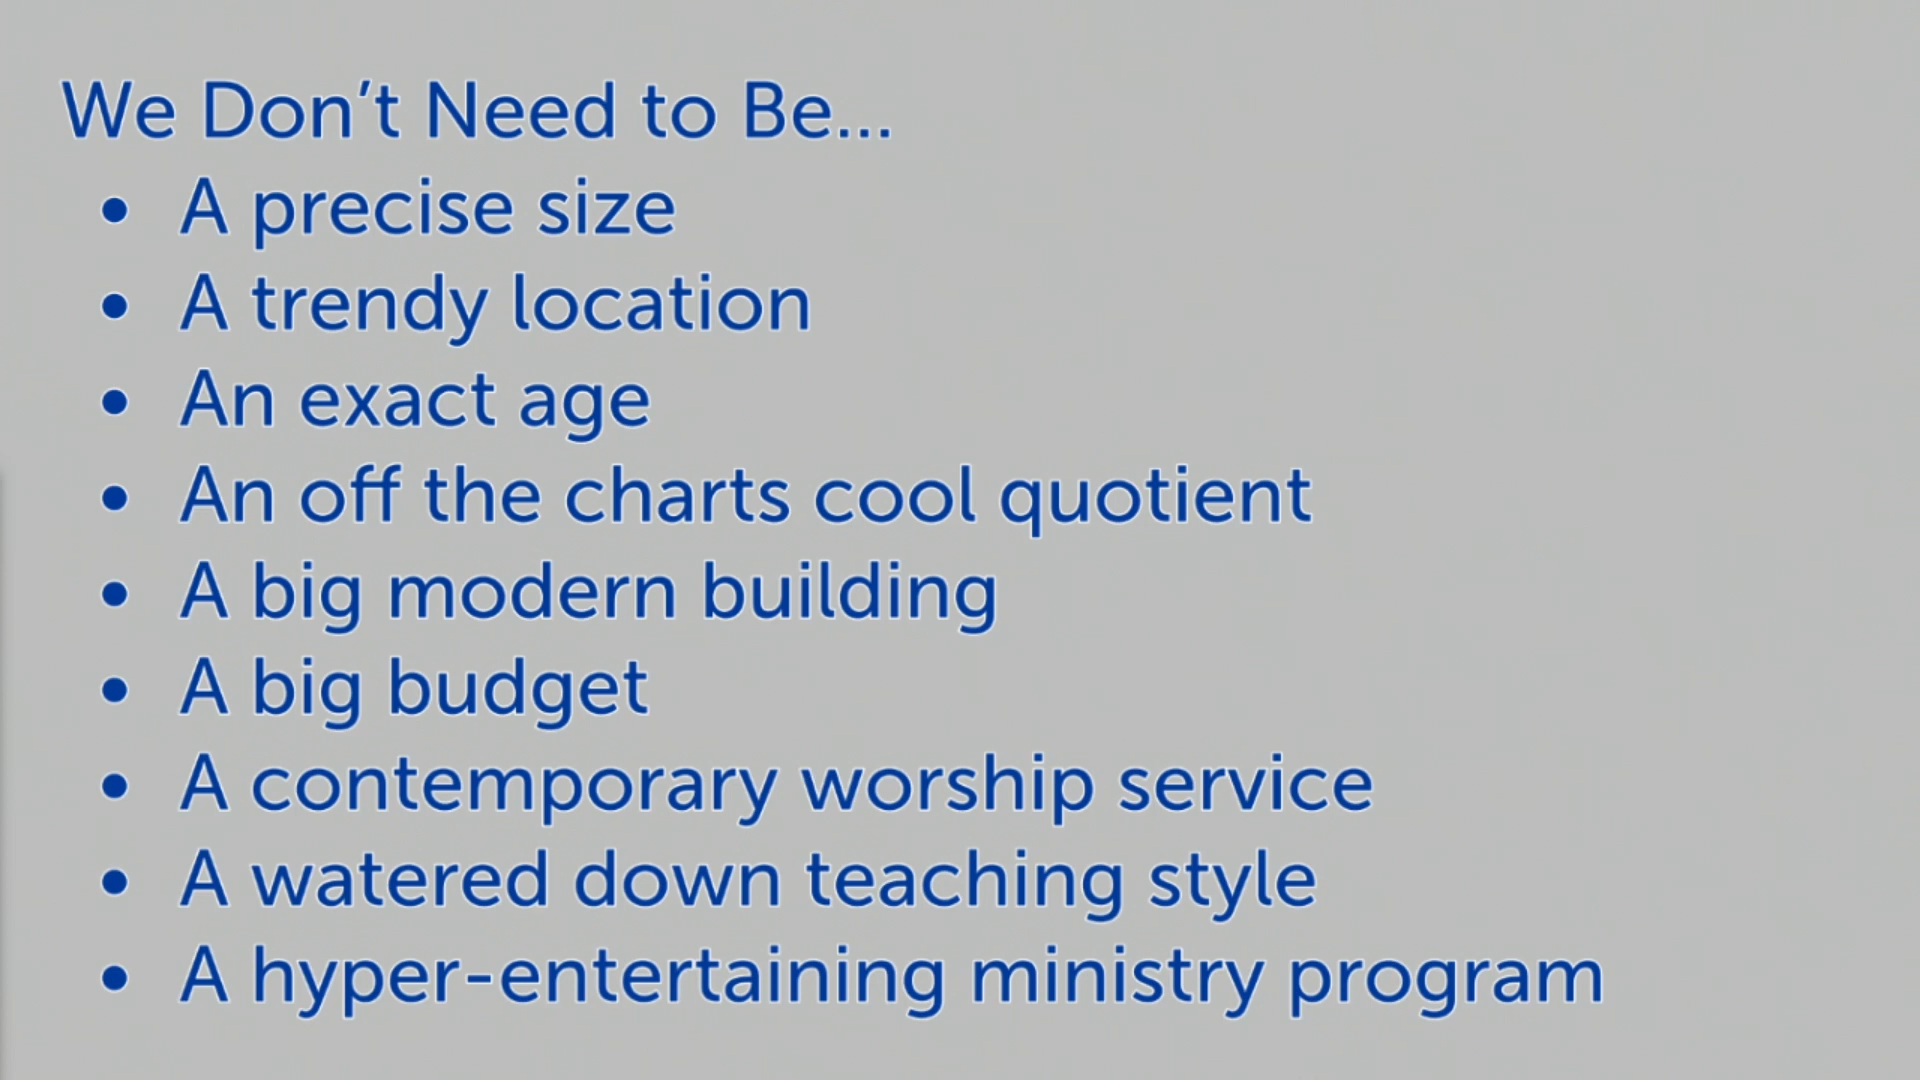 We Don’t Need to Be...
• A precise size
• A trendy location
• An exact age
• An off the charts cool quotient
• A big modern building
• A big budget
• A contemporary worship service
• A watered down teaching style
• A hyper-entertaining ministry program